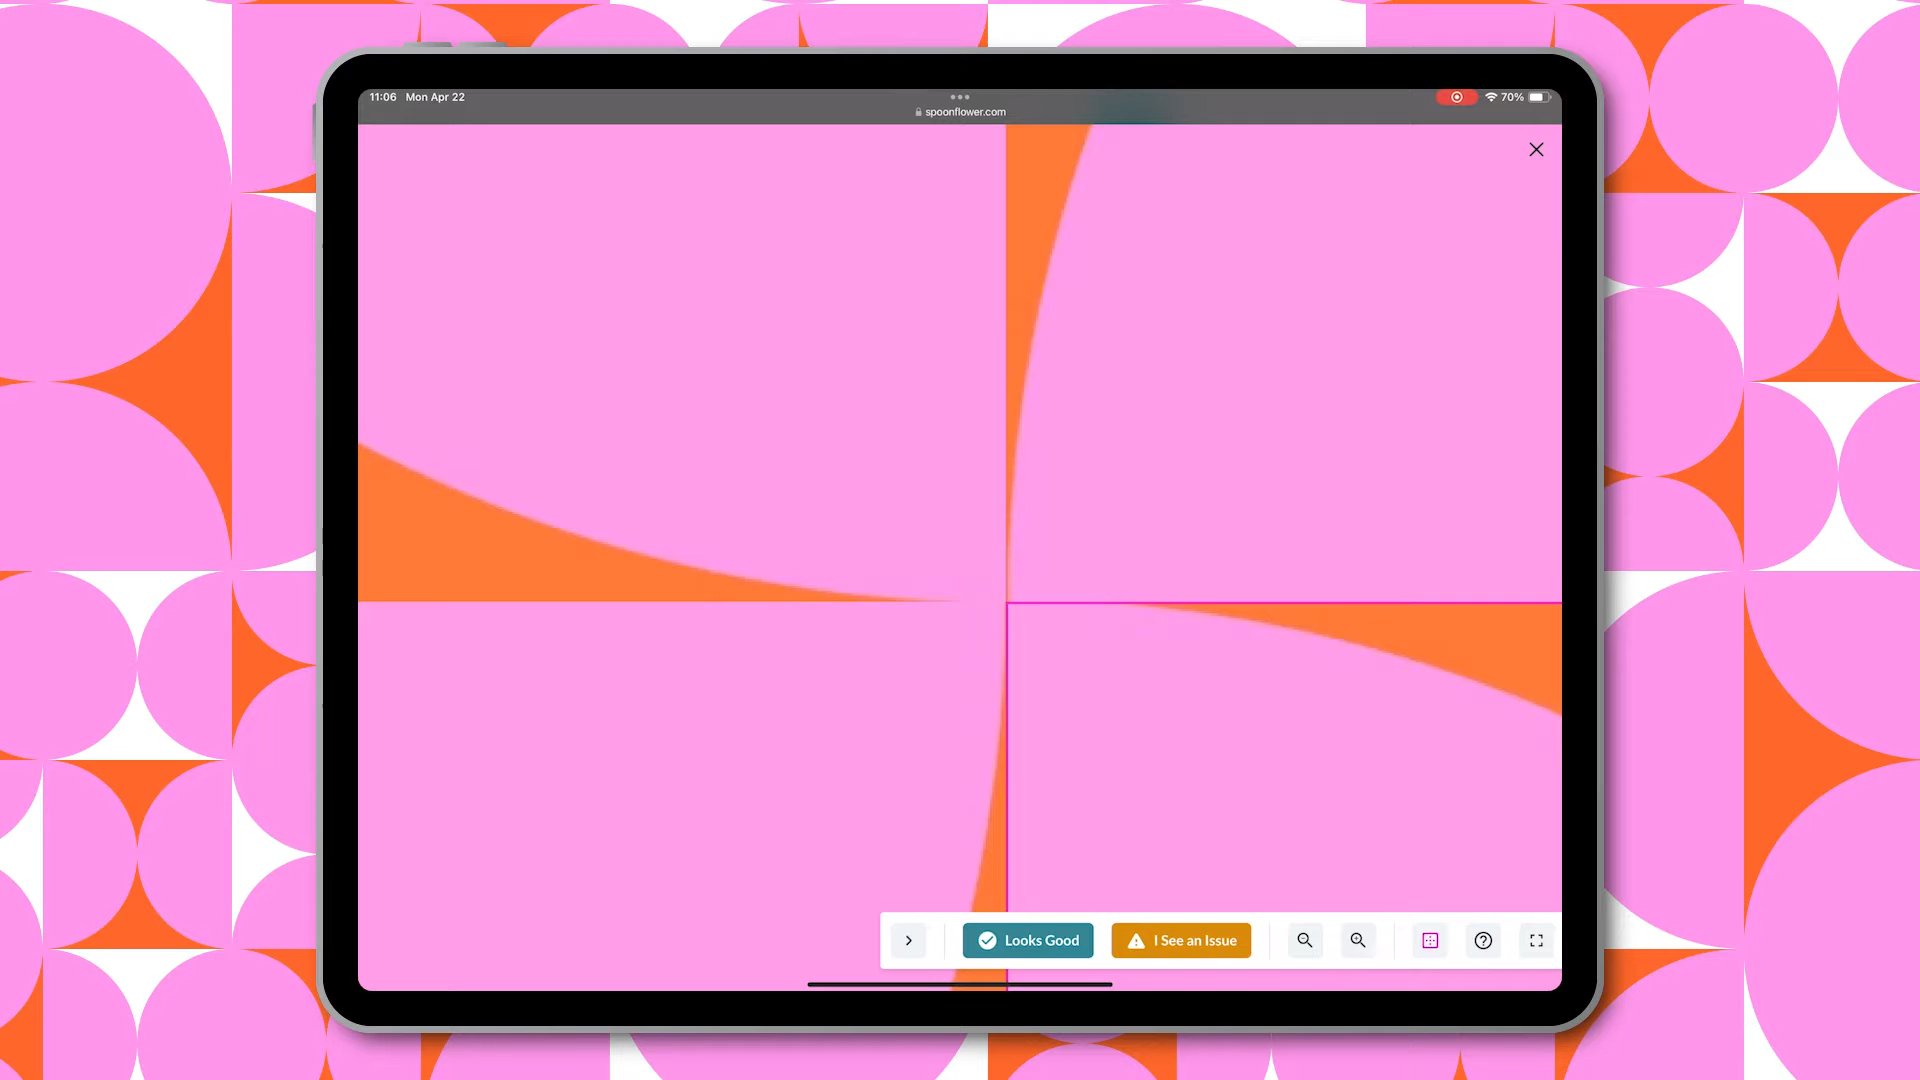 11:06 Mon Apr 22
70%
spoonflower.com
Looks Good
I See an Issue